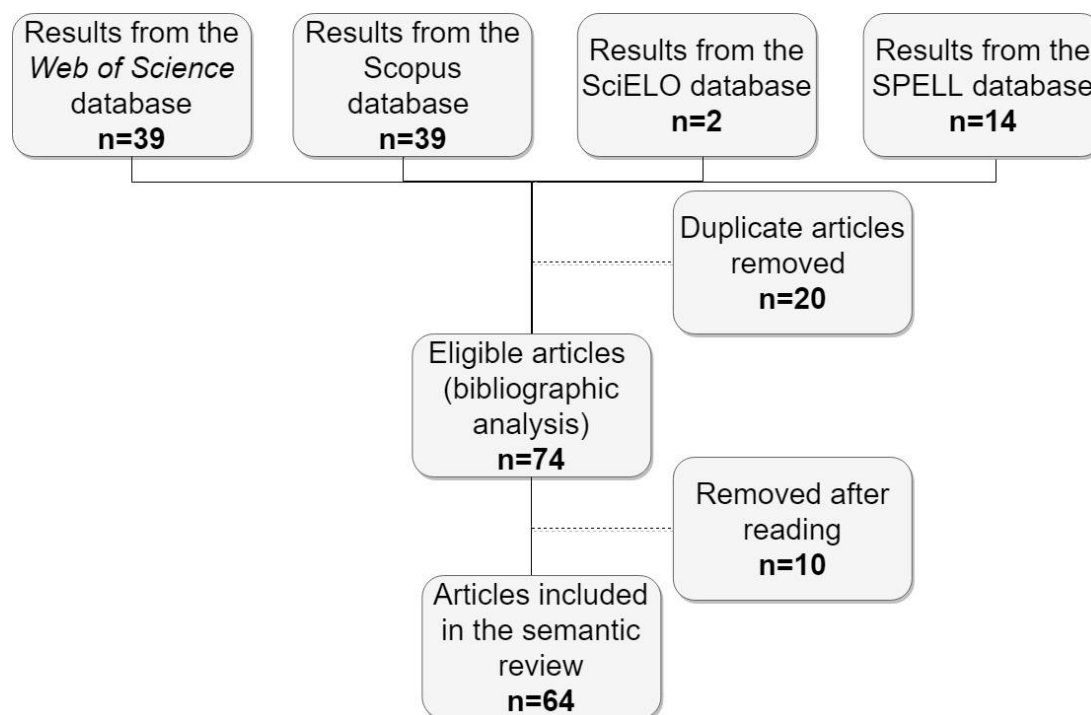 Results from the
Web of Science
database
n=39
Results from the
Scopus
database
n=39
Results from the
SciELO database
n=2
Results from the
SPELL database
n=14
Duplicate articles
removed
n=20
Eligible articles
(bibliographic
analysis)
n=74
Removed after
reading
n=10
Articles included
in the semantic
review
n=64